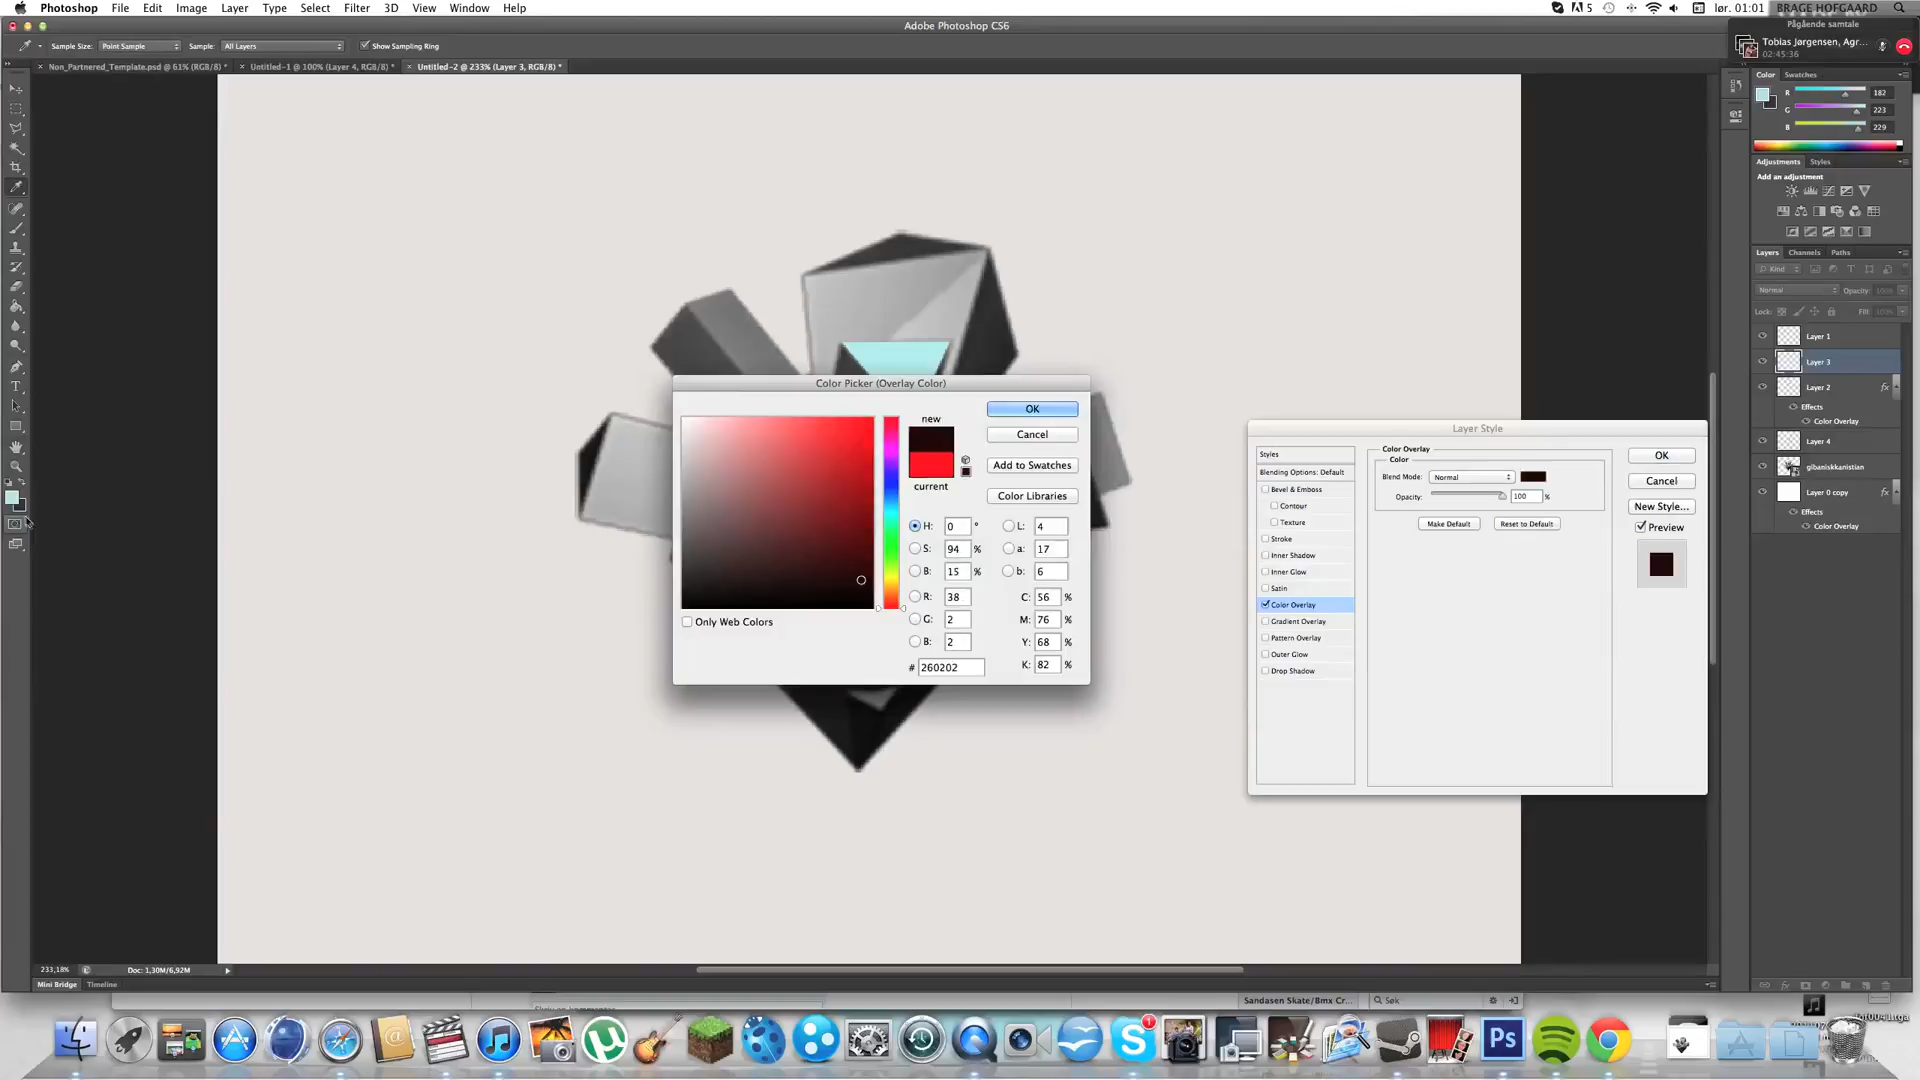 Photoshop File Edit Image Layer Type Select Filter 3D View Window Help
5 lør. 01:01 BRAGE HOFGAARD
Adobe Photoshop CS6
Pågående samtale
Tobias Jørgensen, Agr...
02:45:36
Sample Size: Point Sample Sample: All Layers Show Sampling Ring
Non_Partnered_Template.psd @ 61% (RGB/8) *
Untitled-1 @ 100% (Layer 4, RGB/8) *
Untitled-2 @ 233% (Layer 3, RGB/8) *
Color Swatches
R 182
G 223
B 229
Adjustments Styles
Add an adjustment
Layers Channels Paths
Kind
Normal Opacity: 100%
Lock: Fill: 100%
Layer 1
Layer 3
Layer 2 fx
Effects
Color Overlay
Layer 4
gibaniskkanistian
Layer 0 copy fx
Effects
Color Overlay
Color Picker (Overlay Color)
new
current
OK
Cancel
Add to Swatches
Color Libraries
H: 0 °
S: 94 %
B: 15 %
R: 38
G: 2
B: 2
# 260202
L: 4
a: 17
b: 6
C: 56 %
M: 76 %
Y: 68 %
K: 82 %
Only Web Colors
Layer Style
Styles
Blending Options: Default
Bevel & Emboss
Contour
Texture
Stroke
Inner Shadow
Inner Glow
Satin
Color Overlay
Gradient Overlay
Pattern Overlay
Outer Glow
Drop Shadow
Color Overlay
Color
Blend Mode: Normal
Opacity: 100 %
Make Default Reset to Default
OK
Cancel
New Style...
Preview
233,18% Doc: 1,30M/6,92M
Mini Bridge Timeline
Sandasen Skate/Bmx Cr... Søk
1
Ps